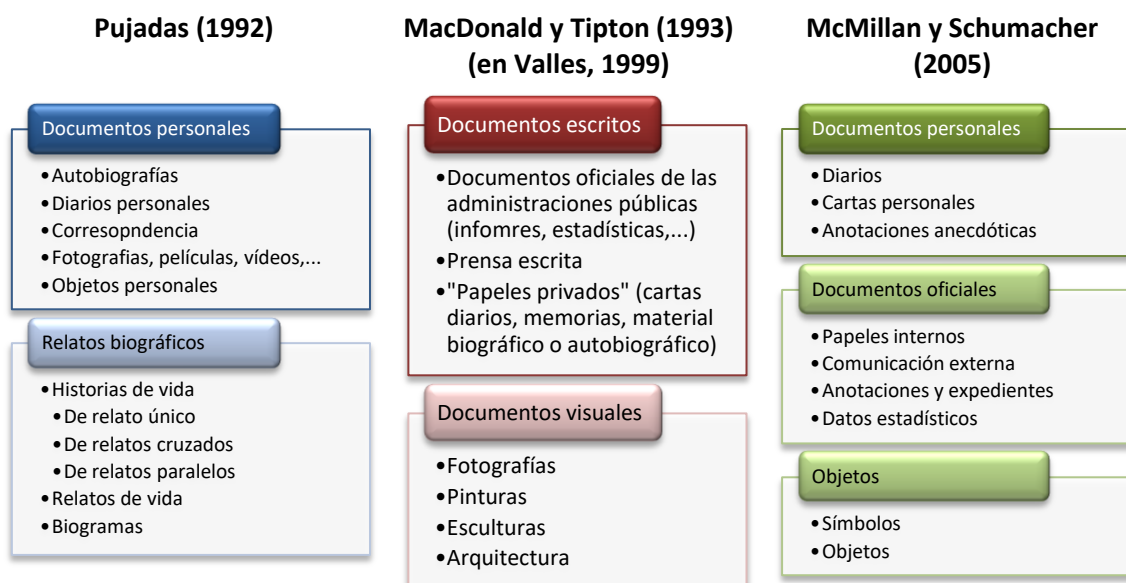 Pujadas (1992)
Documentos personales
•Autobiografías
•Diarios personales
•Corresopndencia
•Fotografias, películas, vídeos,...
•Objetos personales
Relatos biográficos
•Historias de vida
•De relato único
•De relatos cruzados
•De relatos paralelos
•Relatos de vida
•Biogramas
MacDonald y Tipton (1993)
(en Valles, 1999)
Documentos escritos
•Documentos oficiales de las
administraciones públicas
(infomres, estadísticas,...)
•Prensa escrita
•"Papeles privados" (cartas
diarios, memorias, material
biográfico o autobiográfico)
Documentos visuales
•Fotografías
•Pinturas
•Esculturas
•Arquitectura
McMillan y Schumacher
(2005)
Documentos personales
•Diarios
•Cartas personales
•Anotaciones anecdóticas
Documentos oficiales
•Papeles internos
•Comunicación externa
•Anotaciones y expedientes
•Datos estadísticos
Objetos
•Símbolos
•Objetos